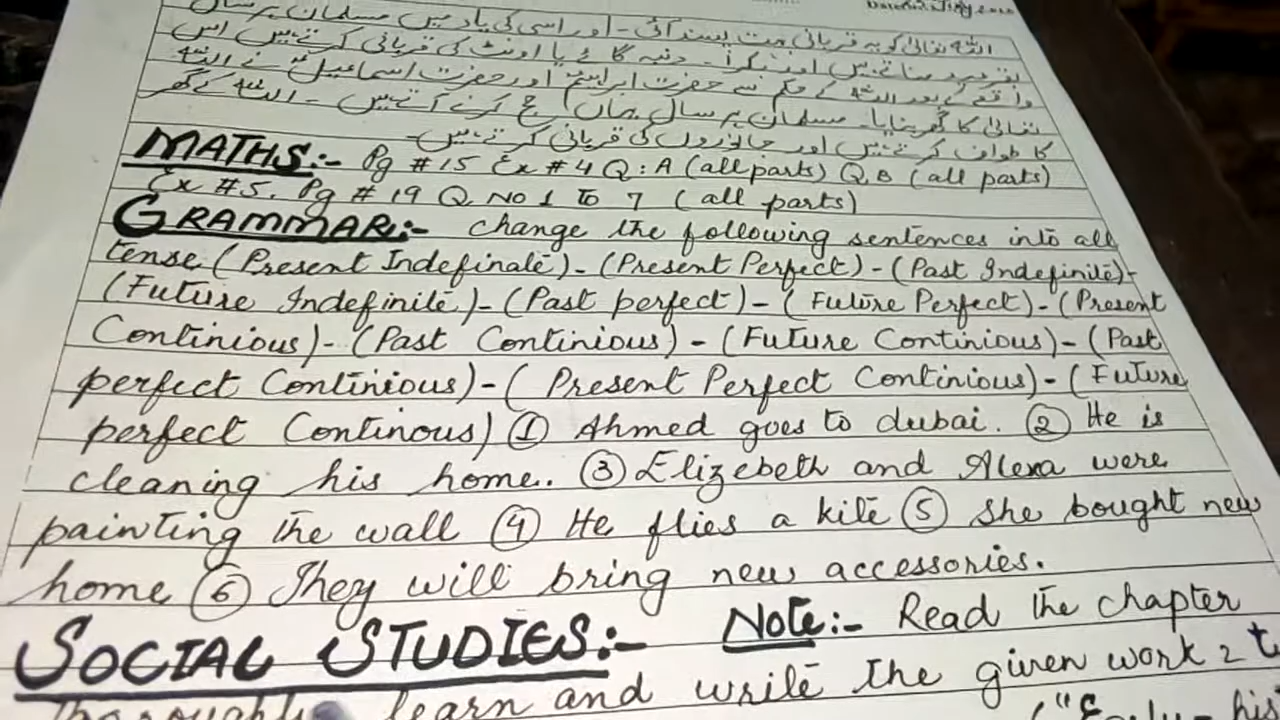 اللہ تعالیٰ کو یہ قربانی بہت پسند آئی - اور اسی کی یاد میں مسلمان ہر سال
بقرعید مناتے ہیں اور بکرا - دنبہ گائے یا اونٹ کی قربانی کرتے ہیں اس
واقعے کے بعد اللہ کے حکم سے حضرت ابراہیم اور حضرت اسماعیل نے اللہ
تعالیٰ کا گھر بنایا۔ مسلمان ہر سال یہاں حج کرنے آتے ہیں - اللہ کے گھر
کا طواف کرتے ہیں اور جانوروں کی قربانی کرتے ہیں -
MATHS:- Pg # 15 Ex # 4 Q: A (all parts) Q B (all parts)
Ex #5. Pg # 19 Q No 1 To 7 (all parts)
GRAMMAR:- change the following sentences into all
tense (Present Indefinate) - (Present Perfect) - (Past Indefinite) -
(Future Indefinite) - (Past perfect) - (Future Perfect) - (Present
Continious) - (Past Continious) - (Future Continious) - (Past
perfect Continious) - (Present Perfect Continious) - (Future
perfect Continous) ① Ahmed goes to dubai. ② He is
cleaning his home. ③ Elizebeth and Alexa were
painting the wall ④ He flies a kite ⑤ She bought new
home ⑥ They will bring new accessories.
SOCIAL STUDIES:- Note:- Read the chapter
thoroughly learn and write the given work 2 t